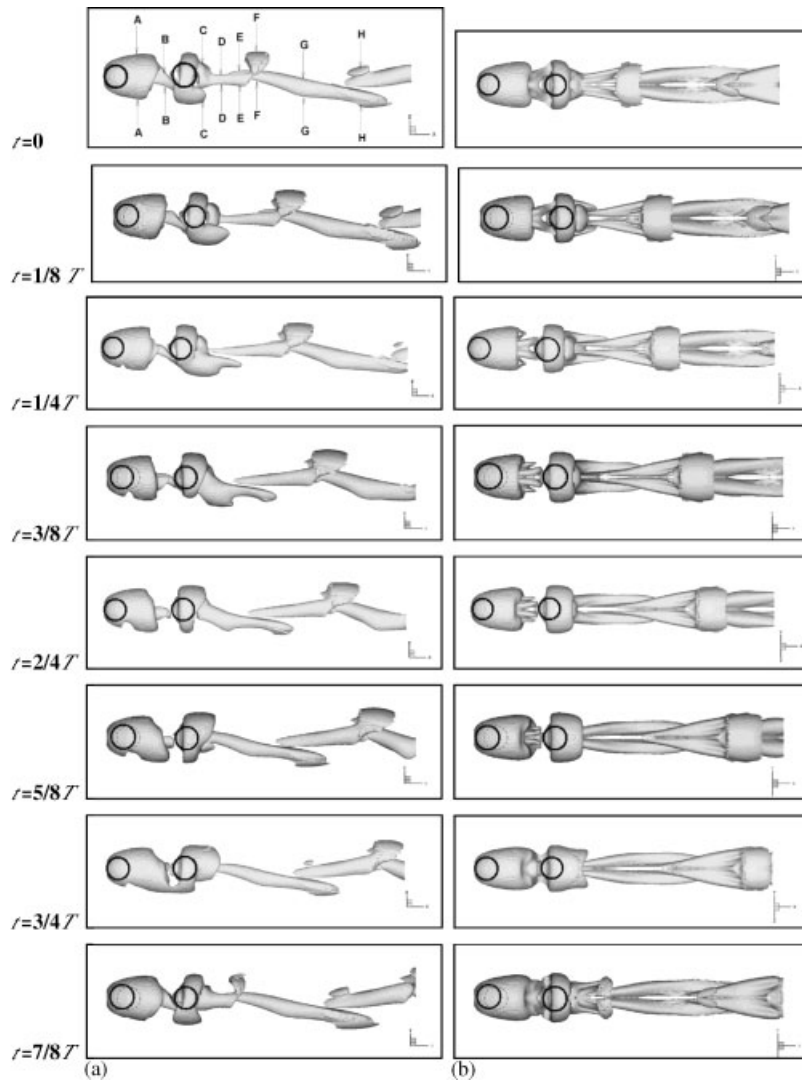 A
B
C
D
E
F
G
H
A
B
C
D
E
F
G
H
t=0
t=1/8 T
t=1/4 T
t=3/8 T
t=2/4 T
t=5/8 T
t=3/4 T
t=7/8 T
(a)
(b)